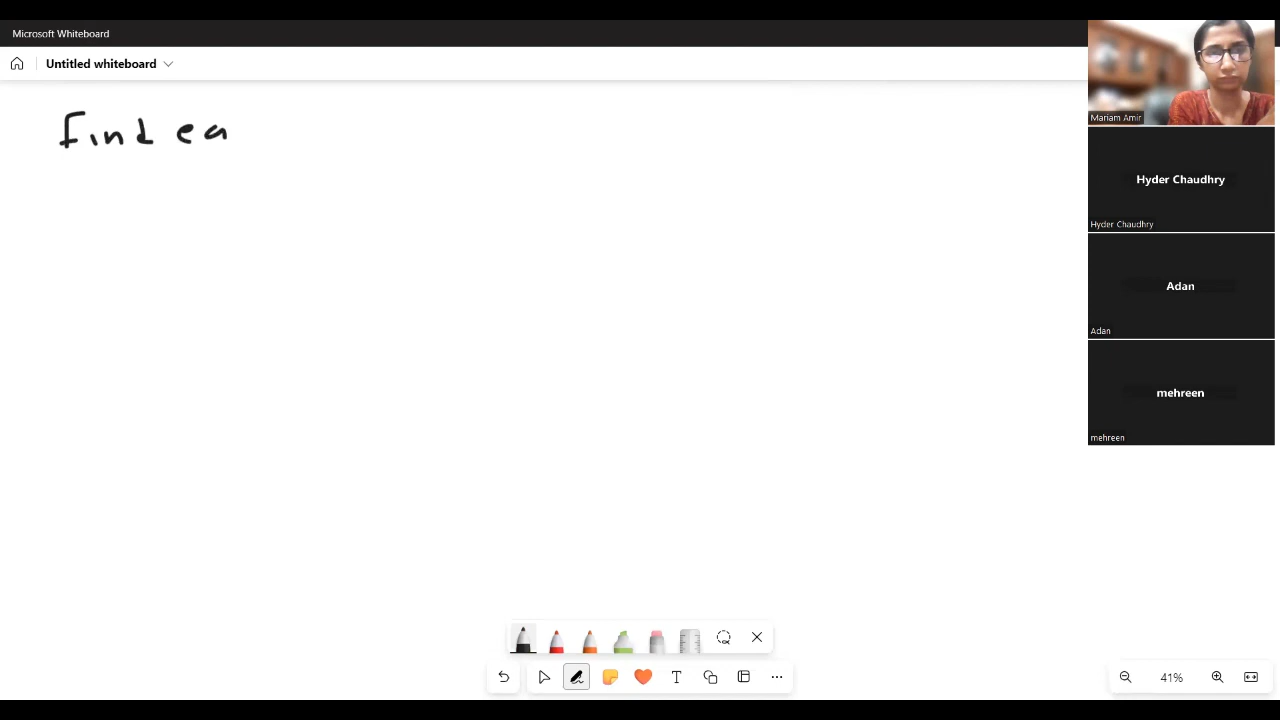 Microsoft Whiteboard
Untitled whiteboard
Find ea
Mariam Amir
Hyder Chaudhry
Hyder Chaudhry
Adan
Adan
mehreen
mehreen
T
41%